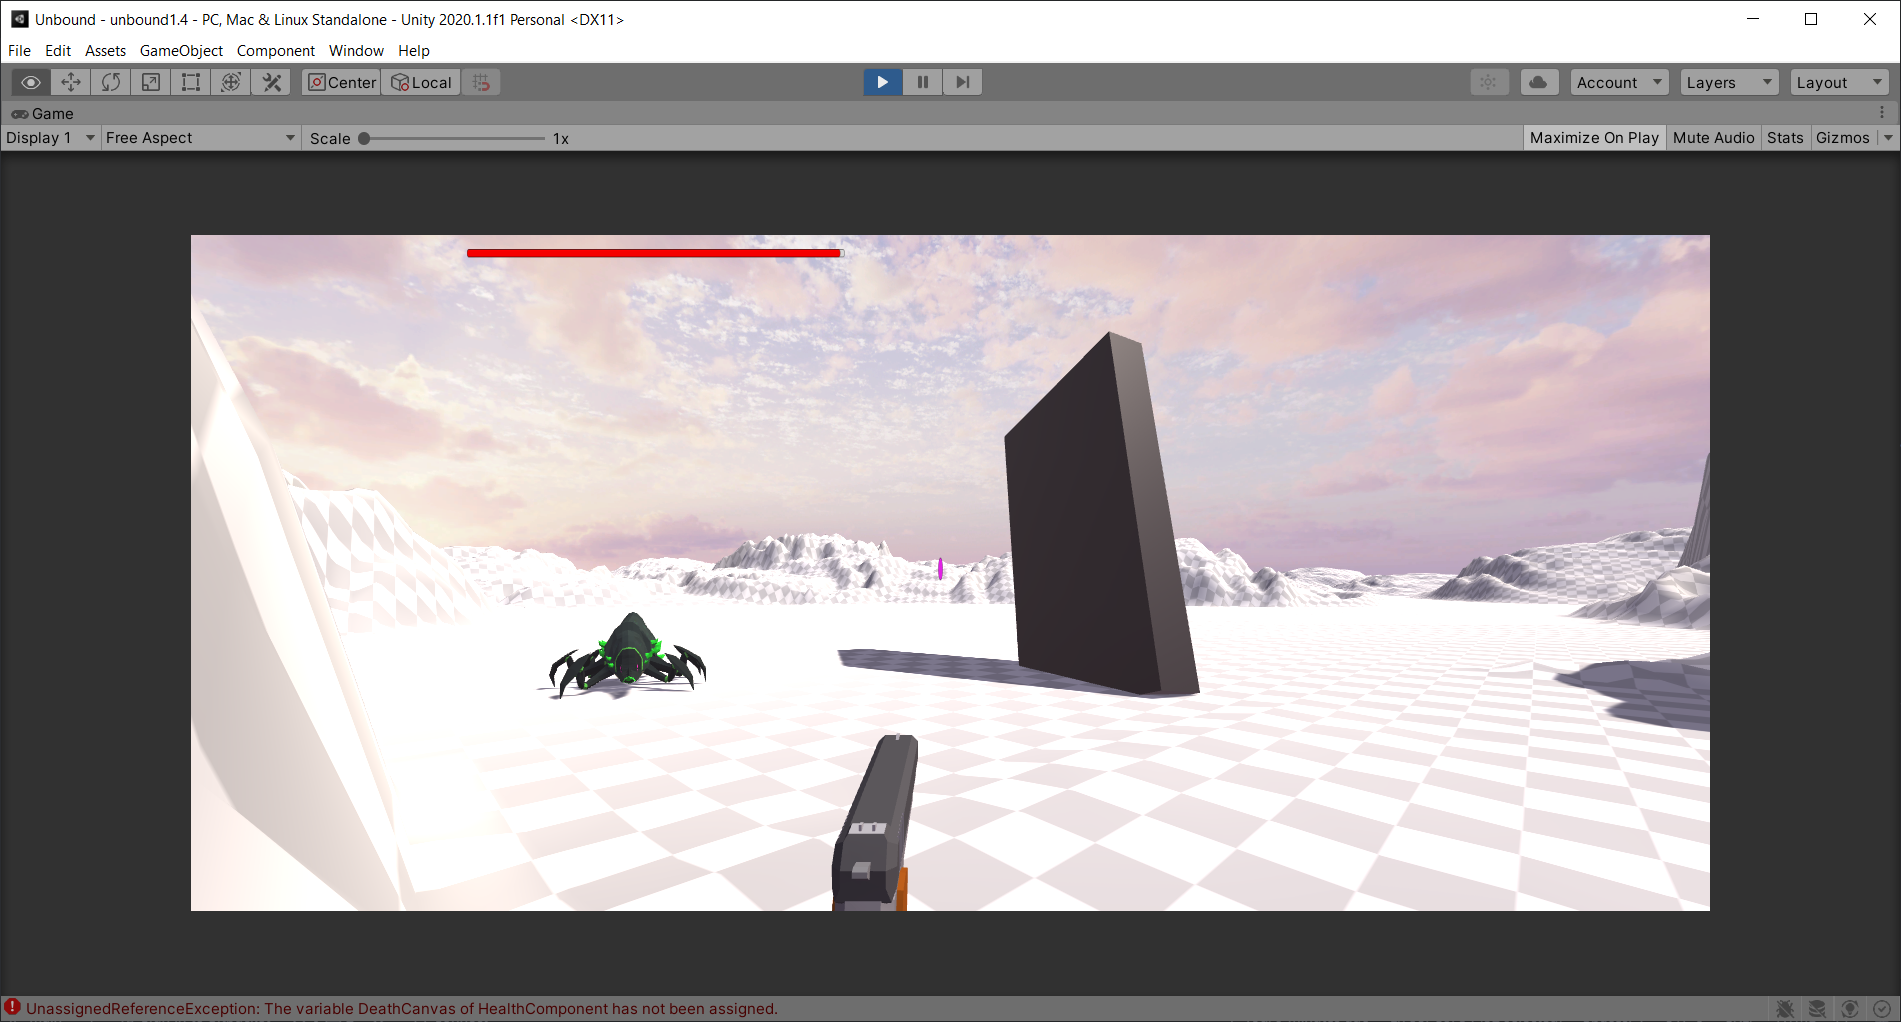 Unbound - unbound1.4 - PC, Mac & Linux Standalone - Unity 2020.1.1f1 Personal <DX11>
File Edit Assets GameObject Component Window Help
Center Local Account Layers Layout
Game
Display 1 Free Aspect Scale 1x Maximize On Play Mute Audio Stats Gizmos
UnassignedReferenceException: The variable DeathCanvas of HealthComponent has not been assigned.